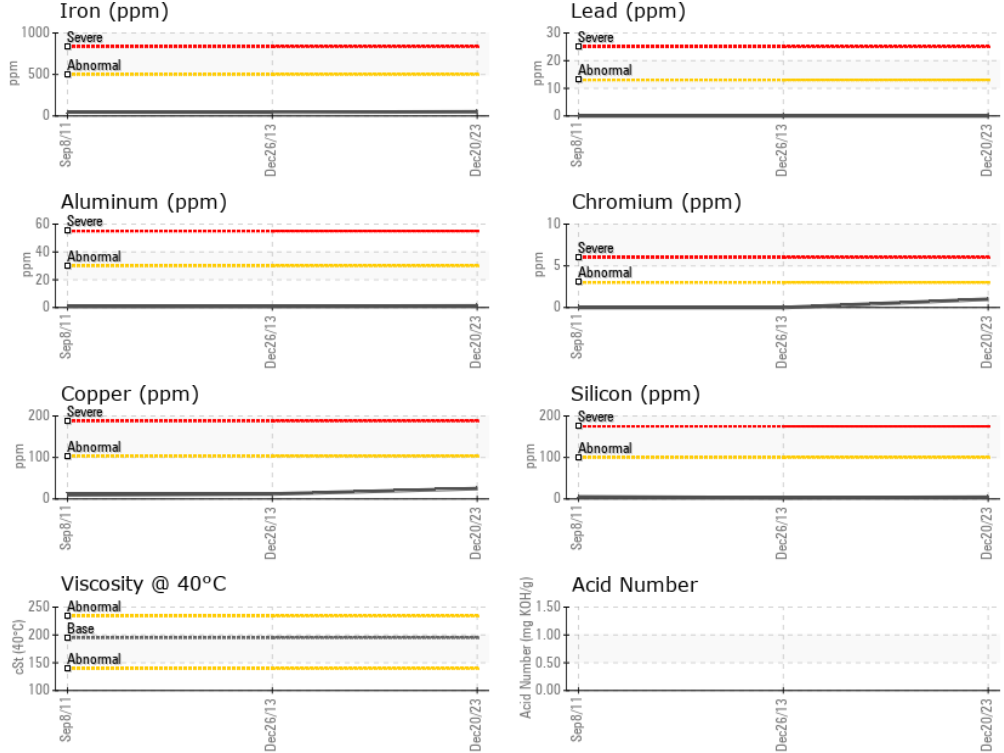 Iron (ppm)
1000
Severe
Abnormal
500
0
ppm
Sep8/11
Dec26/13
Dec20/23
Lead (ppm)
30
Severe
20
Abnormal
10
0
ppm
Sep8/11
Dec26/13
Dec20/23
Aluminum (ppm)
60
Severe
40
Abnormal
20
0
ppm
Sep8/11
Dec26/13
Dec20/23
Chromium (ppm)
10
Severe
5
Abnormal
0
ppm
Sep8/11
Dec26/13
Dec20/23
Copper (ppm)
200
Severe
Abnormal
100
0
ppm
Sep8/11
Dec26/13
Dec20/23
Silicon (ppm)
200
Severe
Abnormal
100
0
ppm
Sep8/11
Dec26/13
Dec20/23
Viscosity @ 40°C
250
Abnormal
200
Base
150
Abnormal
100
cSt (40°C)
Sep8/11
Dec26/13
Dec20/23
Acid Number
1.50
1.00
0.50
0.00
Acid Number (mg KOH/g)
Sep8/11
Dec26/13
Dec20/23